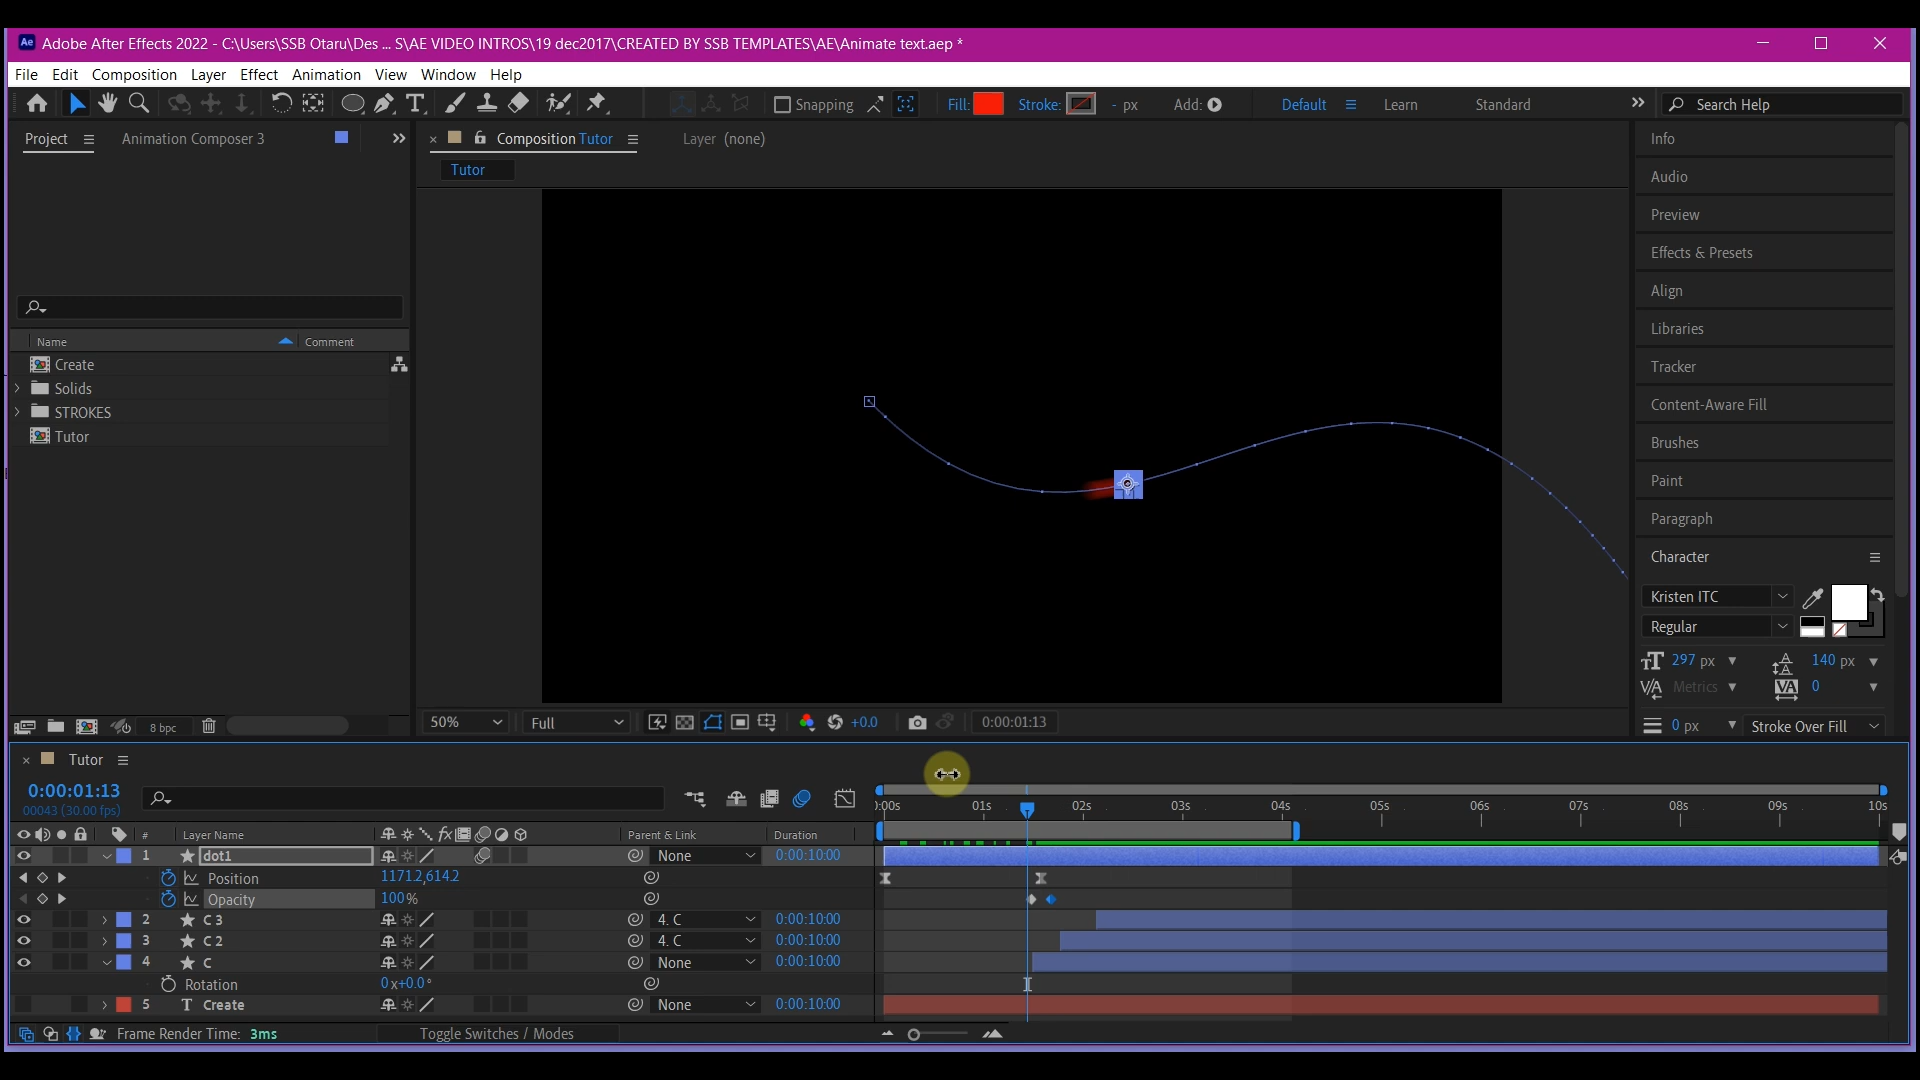 Ae Adobe After Effects 2022 - C:\Users\SSB Otaru\Des ... S\AE VIDEO INTROS\19 dec2017\CREATED BY SSB TEMPLATES\AE\Animate text.aep *
File Edit Composition Layer Effect Animation View Window Help
Snapping Fill: Stroke: - px Add: Default Learn Standard Search Help
Project Animation Composer 3 Composition Tutor Layer (none) Info
Tutor
Audio
Preview
Effects & Presets
Align
Libraries
Name Comment
Create
Solids
STROKES
Tutor
Tracker
Content-Aware Fill
Brushes
Paint
Paragraph
Character
Kristen ITC
Regular
297 px 140 px
Metrics 0
0 px Stroke Over Fill
8 bpc 50% Full +0.0 0:00:01:13
Tutor
0:00:01:13
00043 (30.00 fps)
):00s 01s 02s 03s 04s 05s 06s 07s 08s 09s 10s
# Layer Name fx Parent & Link Duration
1 dot1 None 0:00:10:00
Position 1171.2,614.2
Opacity 100%
2 C 3 4. C 0:00:10:00
3 C 2 4. C 0:00:10:00
4 C None 0:00:10:00
Rotation 0x+0.0°
5 T Create None 0:00:10:00
Frame Render Time: 3ms Toggle Switches / Modes